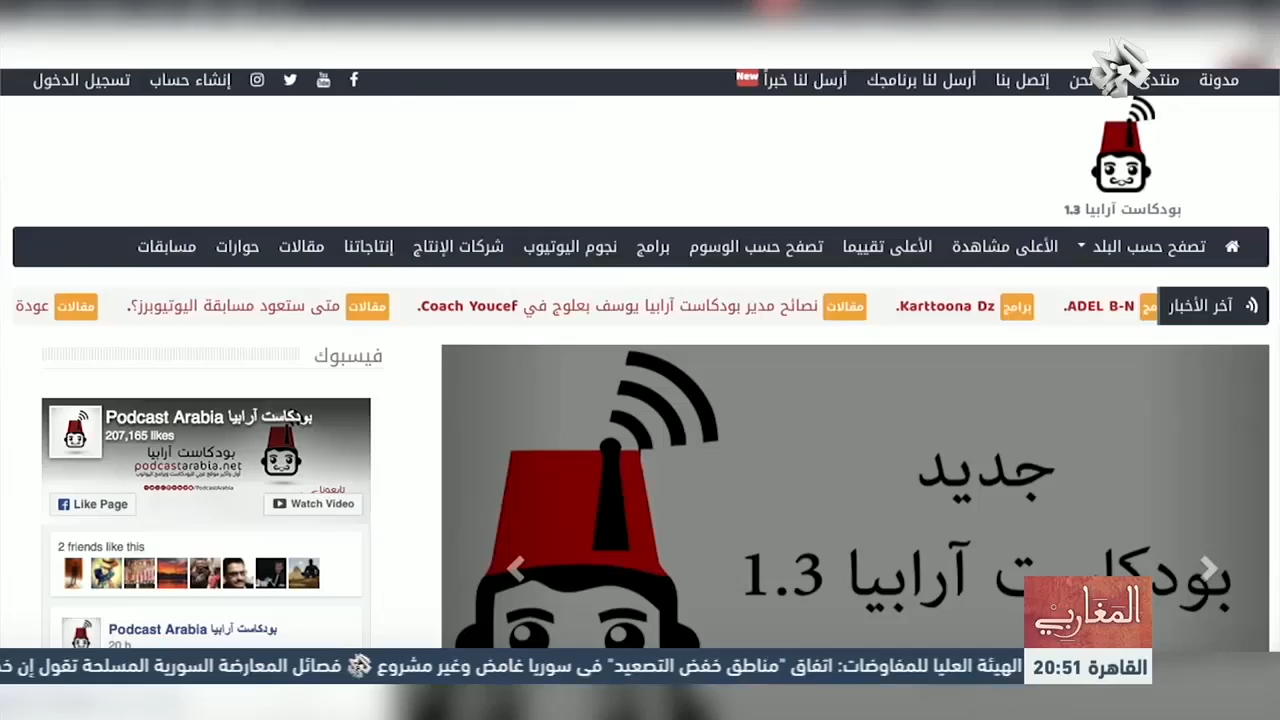 مدونة منتدى نحن إتصل بنا أرسل لنا برنامجك أرسل لنا خبراً New
إنشاء حساب تسجيل الدخول
بودكاست آرابيا 1.3
تصفح حسب البلد الأعلى مشاهدة الأعلى تقييما تصفح حسب الوسوم برامج نجوم اليوتيوب شركات الإنتاج إنتاجاتنا مقالات حوارات مسابقات
آخر الأخبار ADEL B-N. برامج Karttoona Dz. مقالات نصائح مدير بودكاست آرابيا يوسف بعلوج في Coach Youcef. مقالات متى ستعود مسابقة اليوتيوبرز؟. مقالات عودة
جديد
بودكاست آرابيا 1.3
فيسبوك
Podcast Arabia بودكاست آرابيا
207,165 likes
بودكاست آرابيا
podcastarabia.net
Like Page
Watch Video
2 friends like this
Podcast Arabia بودكاست آرابيا
20 h
المغاربي
القاهرة 20:51
الهيئة العليا للمفاوضات: اتفاق "مناطق خفض التصعيد" فى سوريا غامض وغير مشروع فصائل المعارضة السورية المسلحة تقول إن